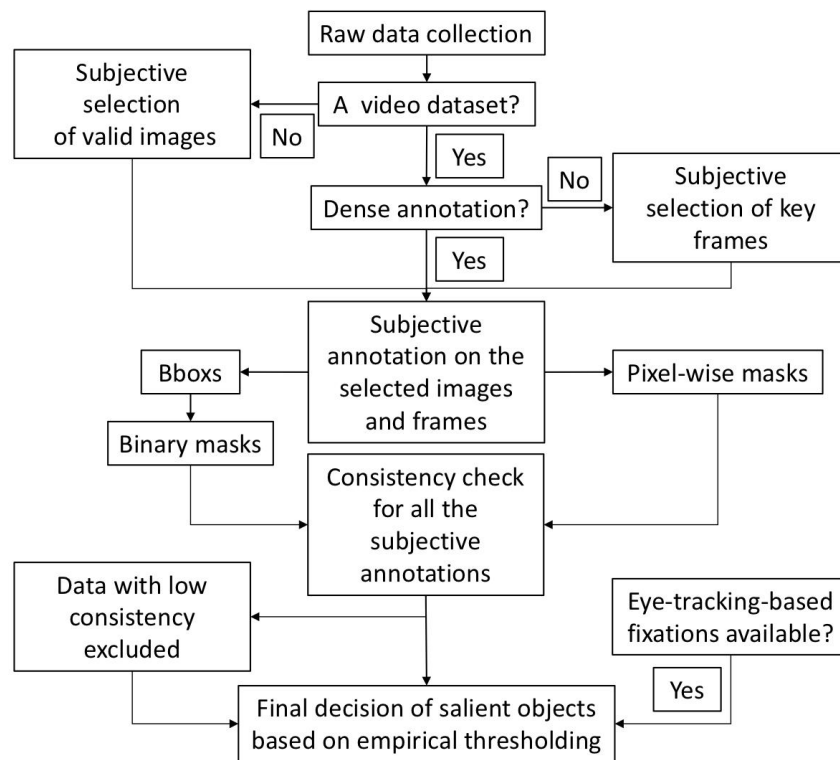 Raw data collection
Subjective
selection
of valid images
A video dataset?
No
Yes
No
Subjective
selection of key
frames
Dense annotation?
Yes
Subjective
annotation on the
selected images
and frames
Bboxs
Pixel-wise masks
Binary masks
Consistency check
for all the
subjective
annotations
Data with low
consistency
excluded
Eye-tracking-based
fixations available?
Yes
Final decision of salient objects
based on empirical thresholding